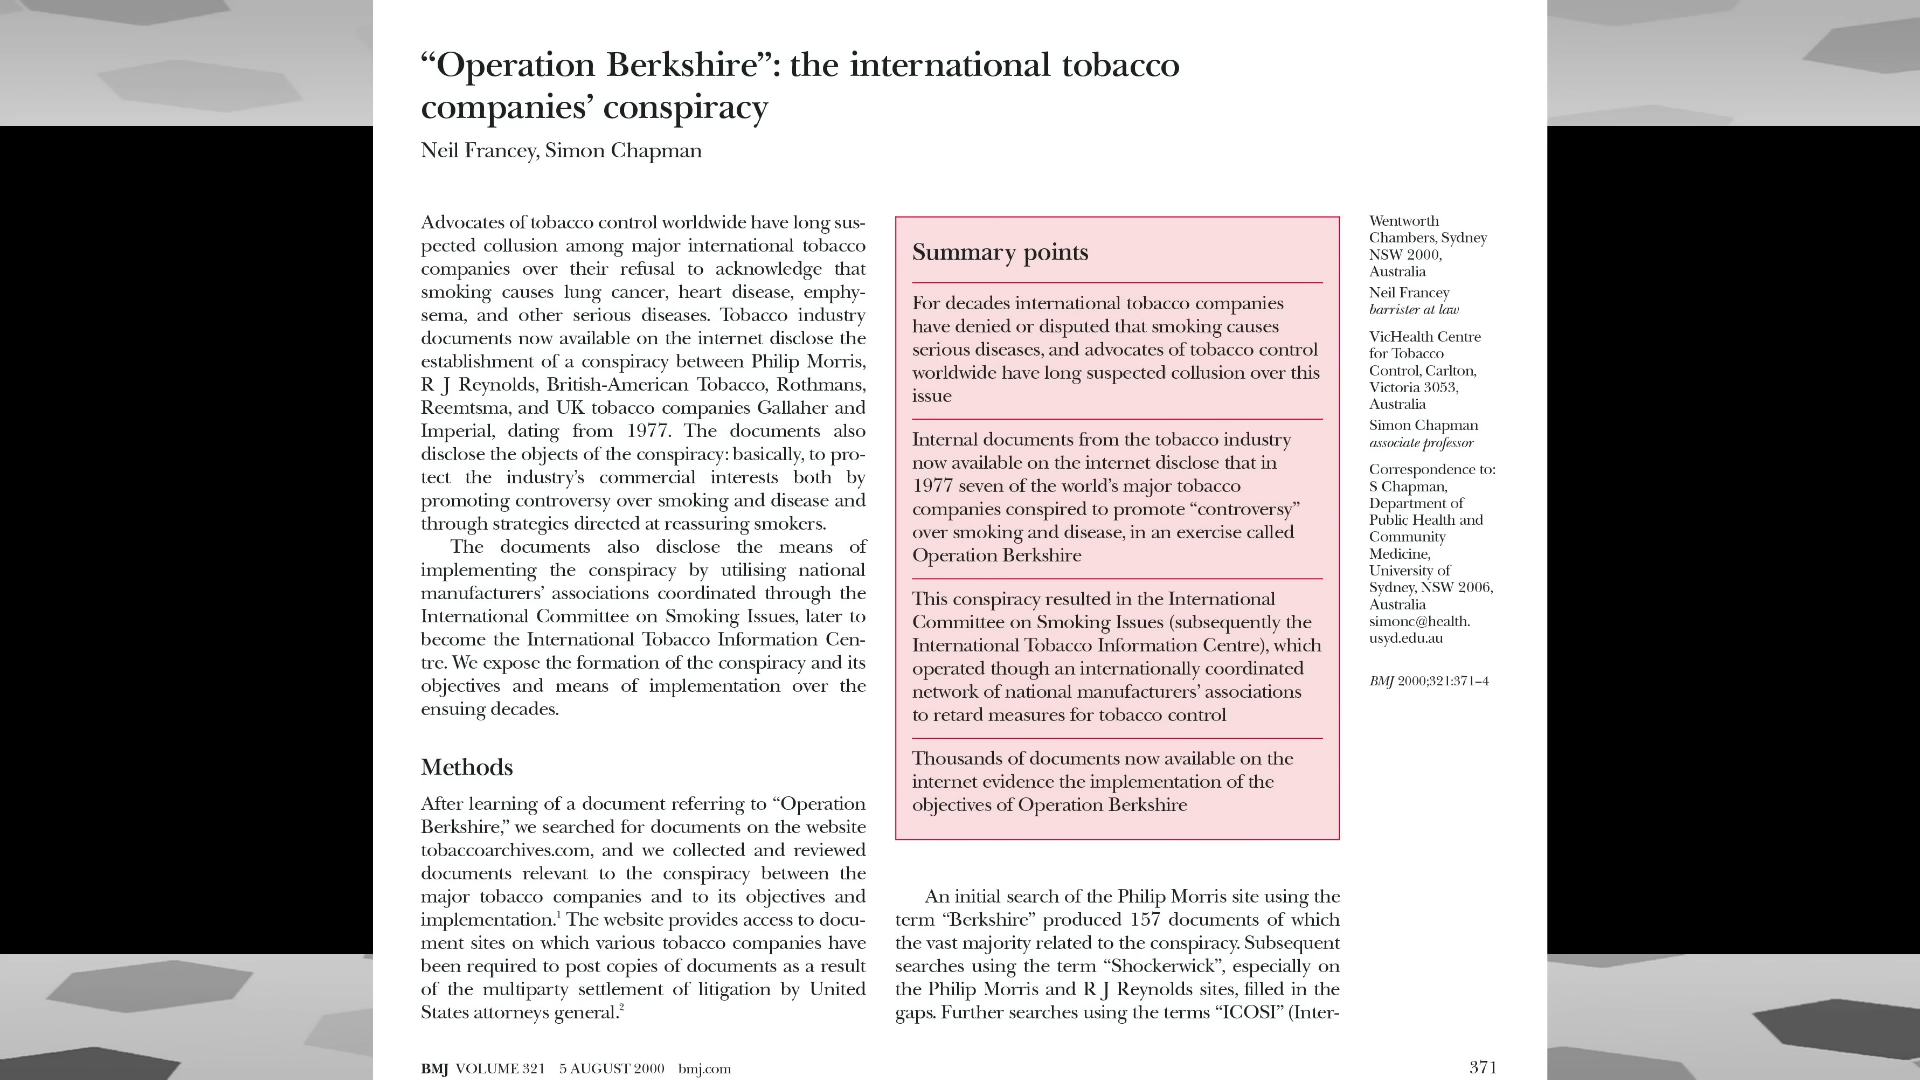 “Operation Berkshire”: the international tobacco
companies’ conspiracy
Neil Francey, Simon Chapman
Advocates of tobacco control worldwide have long sus-
pected collusion among major international tobacco
companies over their refusal to acknowledge that
smoking causes lung cancer, heart disease, emphy-
sema, and other serious diseases. Tobacco industry
documents now available on the internet disclose the
establishment of a conspiracy between Philip Morris,
R J Reynolds, British-American Tobacco, Rothmans,
Reemtsma, and UK tobacco companies Gallaher and
Imperial, dating from 1977. The documents also
disclose the objects of the conspiracy: basically, to pro-
tect the industry’s commercial interests both by
promoting controversy over smoking and disease and
through strategies directed at reassuring smokers.
The documents also disclose the means of
implementing the conspiracy by utilising national
manufacturers’ associations coordinated through the
International Committee on Smoking Issues, later to
become the International Tobacco Information Cen-
tre. We expose the formation of the conspiracy and its
objectives and means of implementation over the
ensuing decades.
Methods
After learning of a document referring to “Operation
Berkshire,” we searched for documents on the website
tobaccoarchives.com, and we collected and reviewed
documents relevant to the conspiracy between the
major tobacco companies and to its objectives and
implementation.¹ The website provides access to docu-
ment sites on which various tobacco companies have
been required to post copies of documents as a result
of the multiparty settlement of litigation by United
States attorneys general.²
Summary points
For decades international tobacco companies
have denied or disputed that smoking causes
serious diseases, and advocates of tobacco control
worldwide have long suspected collusion over this
issue
Internal documents from the tobacco industry
now available on the internet disclose that in
1977 seven of the world’s major tobacco
companies conspired to promote “controversy”
over smoking and disease, in an exercise called
Operation Berkshire
This conspiracy resulted in the International
Committee on Smoking Issues (subsequently the
International Tobacco Information Centre), which
operated though an internationally coordinated
network of national manufacturers’ associations
to retard measures for tobacco control
Thousands of documents now available on the
internet evidence the implementation of the
objectives of Operation Berkshire
An initial search of the Philip Morris site using the
term “Berkshire” produced 157 documents of which
the vast majority related to the conspiracy. Subsequent
searches using the term “Shockerwick”, especially on
the Philip Morris and R J Reynolds sites, filled in the
gaps. Further searches using the terms “ICOSI” (Inter-
Wentworth
Chambers, Sydney
NSW 2000,
Australia
Neil Francey
barrister at law
VicHealth Centre
for Tobacco
Control, Carlton,
Victoria 3053,
Australia
Simon Chapman
associate professor
Correspondence to:
S Chapman,
Department of
Public Health and
Community
Medicine,
University of
Sydney, NSW 2006,
Australia
simonc@health.
usyd.edu.au
BMJ 2000;321:371–4
BMJ VOLUME 321 5 AUGUST 2000 bmj.com
371